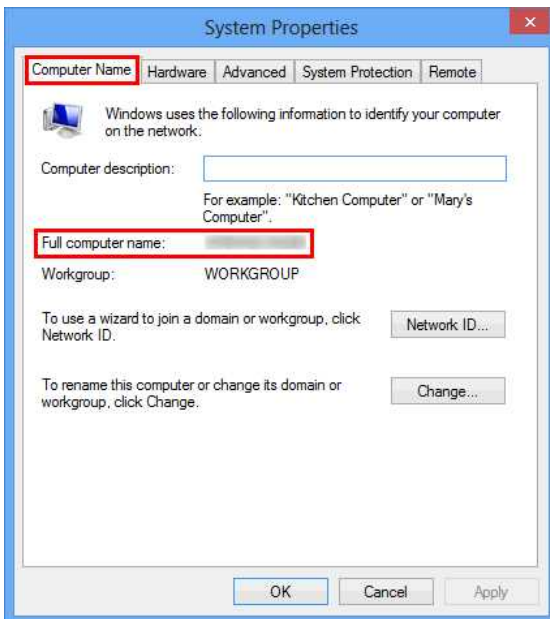 System Properties
Computer Name Hardware Advanced System Protection Remote
Windows uses the following information to identify your computer
on the network.
Computer description:
For example: "Kitchen Computer" or "Mary's
Computer".
Full computer name:
Workgroup: WORKGROUP
To use a wizard to join a domain or workgroup, click
Network ID.
Network ID...
To rename this computer or change its domain or
workgroup, click Change.
Change...
OK Cancel Apply